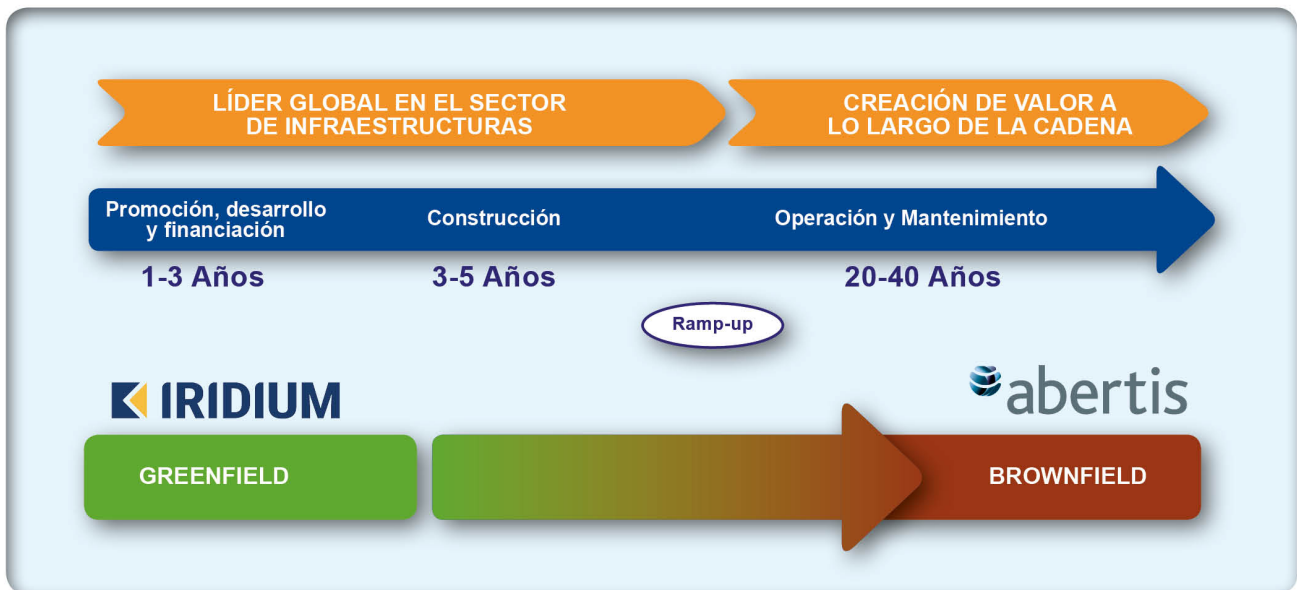 LÍDER GLOBAL EN EL SECTOR
DE INFRAESTRUCTURAS
CREACIÓN DE VALOR A
LO LARGO DE LA CADENA
Promoción, desarrollo
y financiación
Construcción
Operación y Mantenimiento
1-3 Años
3-5 Años
20-40 Años
Ramp-up
IRIDIUM
abertis
GREENFIELD
BROWNFIELD